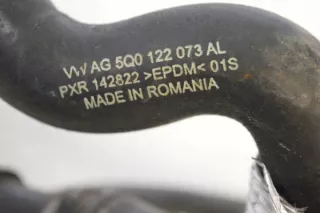 VW AG 5Q0 122 073 AL
PXR 142822 >EPDM< 01S
MADE IN ROMANIA